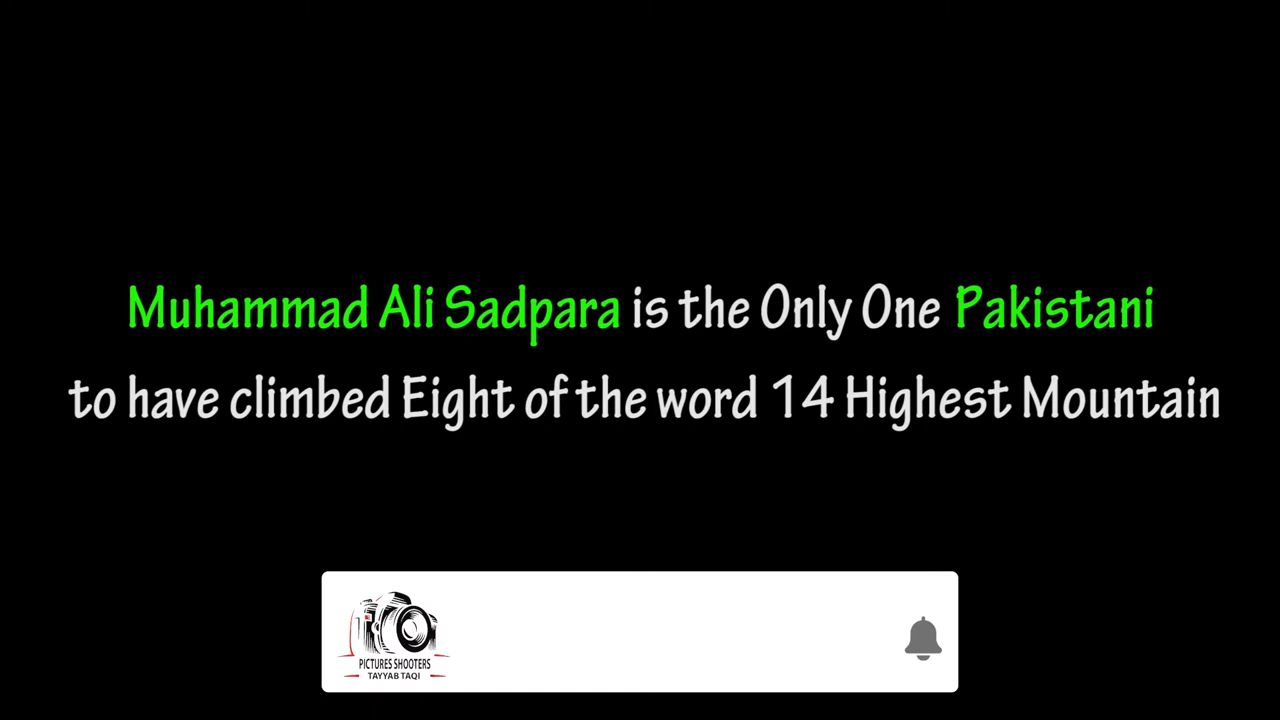 Muhammad Ali Sadpara is the Only One Pakistani
to have climbed Eight of the word 14 Highest Mountain
PICTURES SHOOTERS
TAYYAB TAQI